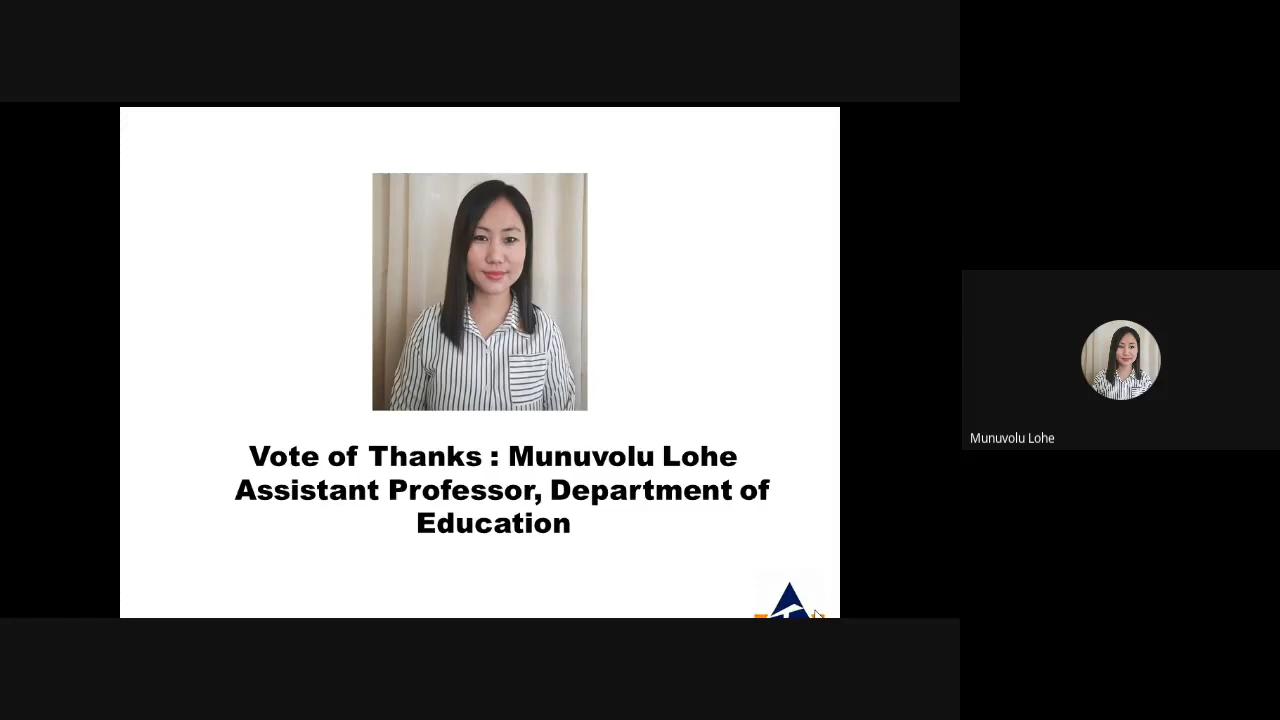 Vote of Thanks : Munuvolu Lohe
Assistant Professor, Department of
Education
Munuvolu Lohe